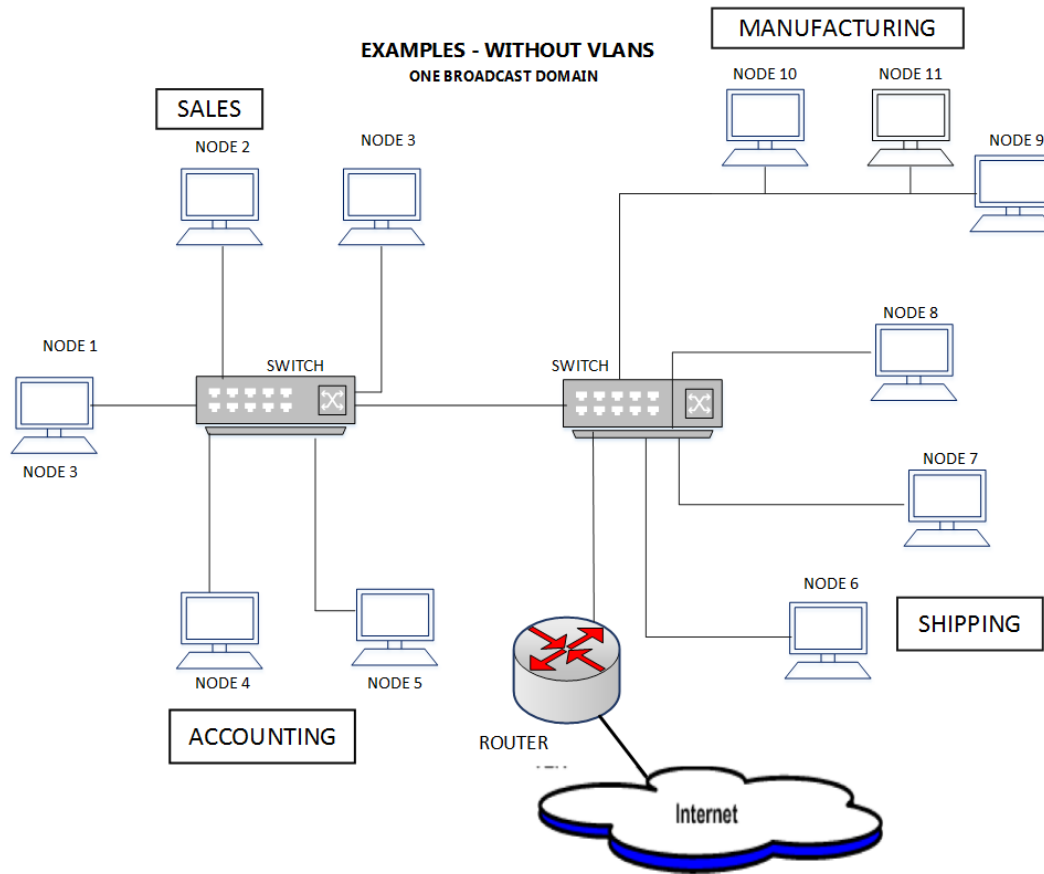 MANUFACTURING
EXAMPLES - WITHOUT VLANS
ONE BROADCAST DOMAIN
NODE 10
NODE 11
SALES
NODE 2
NODE 3
NODE 9
NODE 8
NODE 1
SWITCH
SWITCH
NODE 3
NODE 7
NODE 6
SHIPPING
NODE 4
NODE 5
ACCOUNTING
ROUTER
Internet